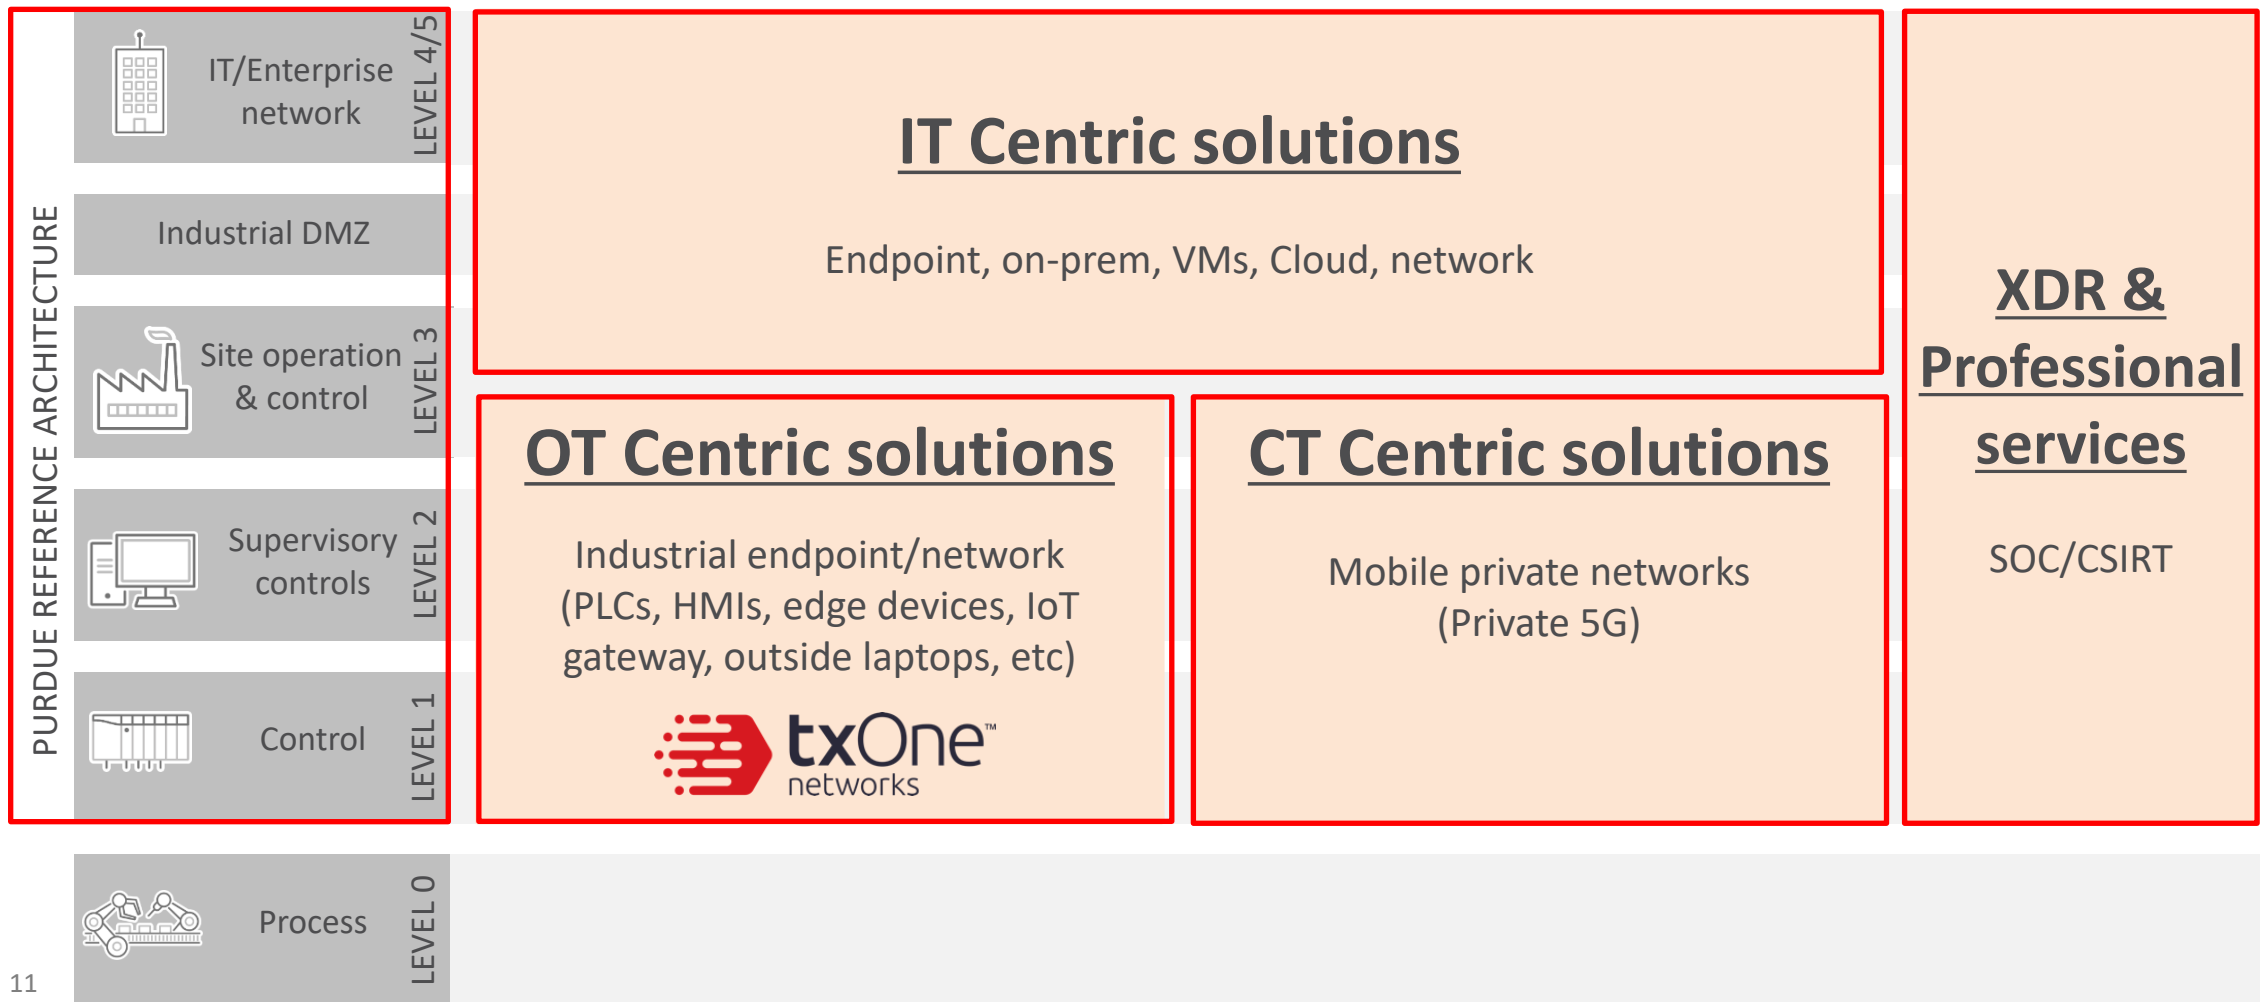 PURDUE REFERENCE ARCHITECTURE
IT/Enterprise
network
LEVEL 4/5
Industrial DMZ
Site operation
& control
LEVEL 3
Supervisory
controls
LEVEL 2
Control
LEVEL 1
Process
LEVEL 0
IT Centric solutions
Endpoint, on-prem, VMs, Cloud, network
OT Centric solutions
Industrial endpoint/network
(PLCs, HMIs, edge devices, IoT
gateway, outside laptops, etc)
txOne™
networks
CT Centric solutions
Mobile private networks
(Private 5G)
XDR &
Professional
services
SOC/CSIRT
11